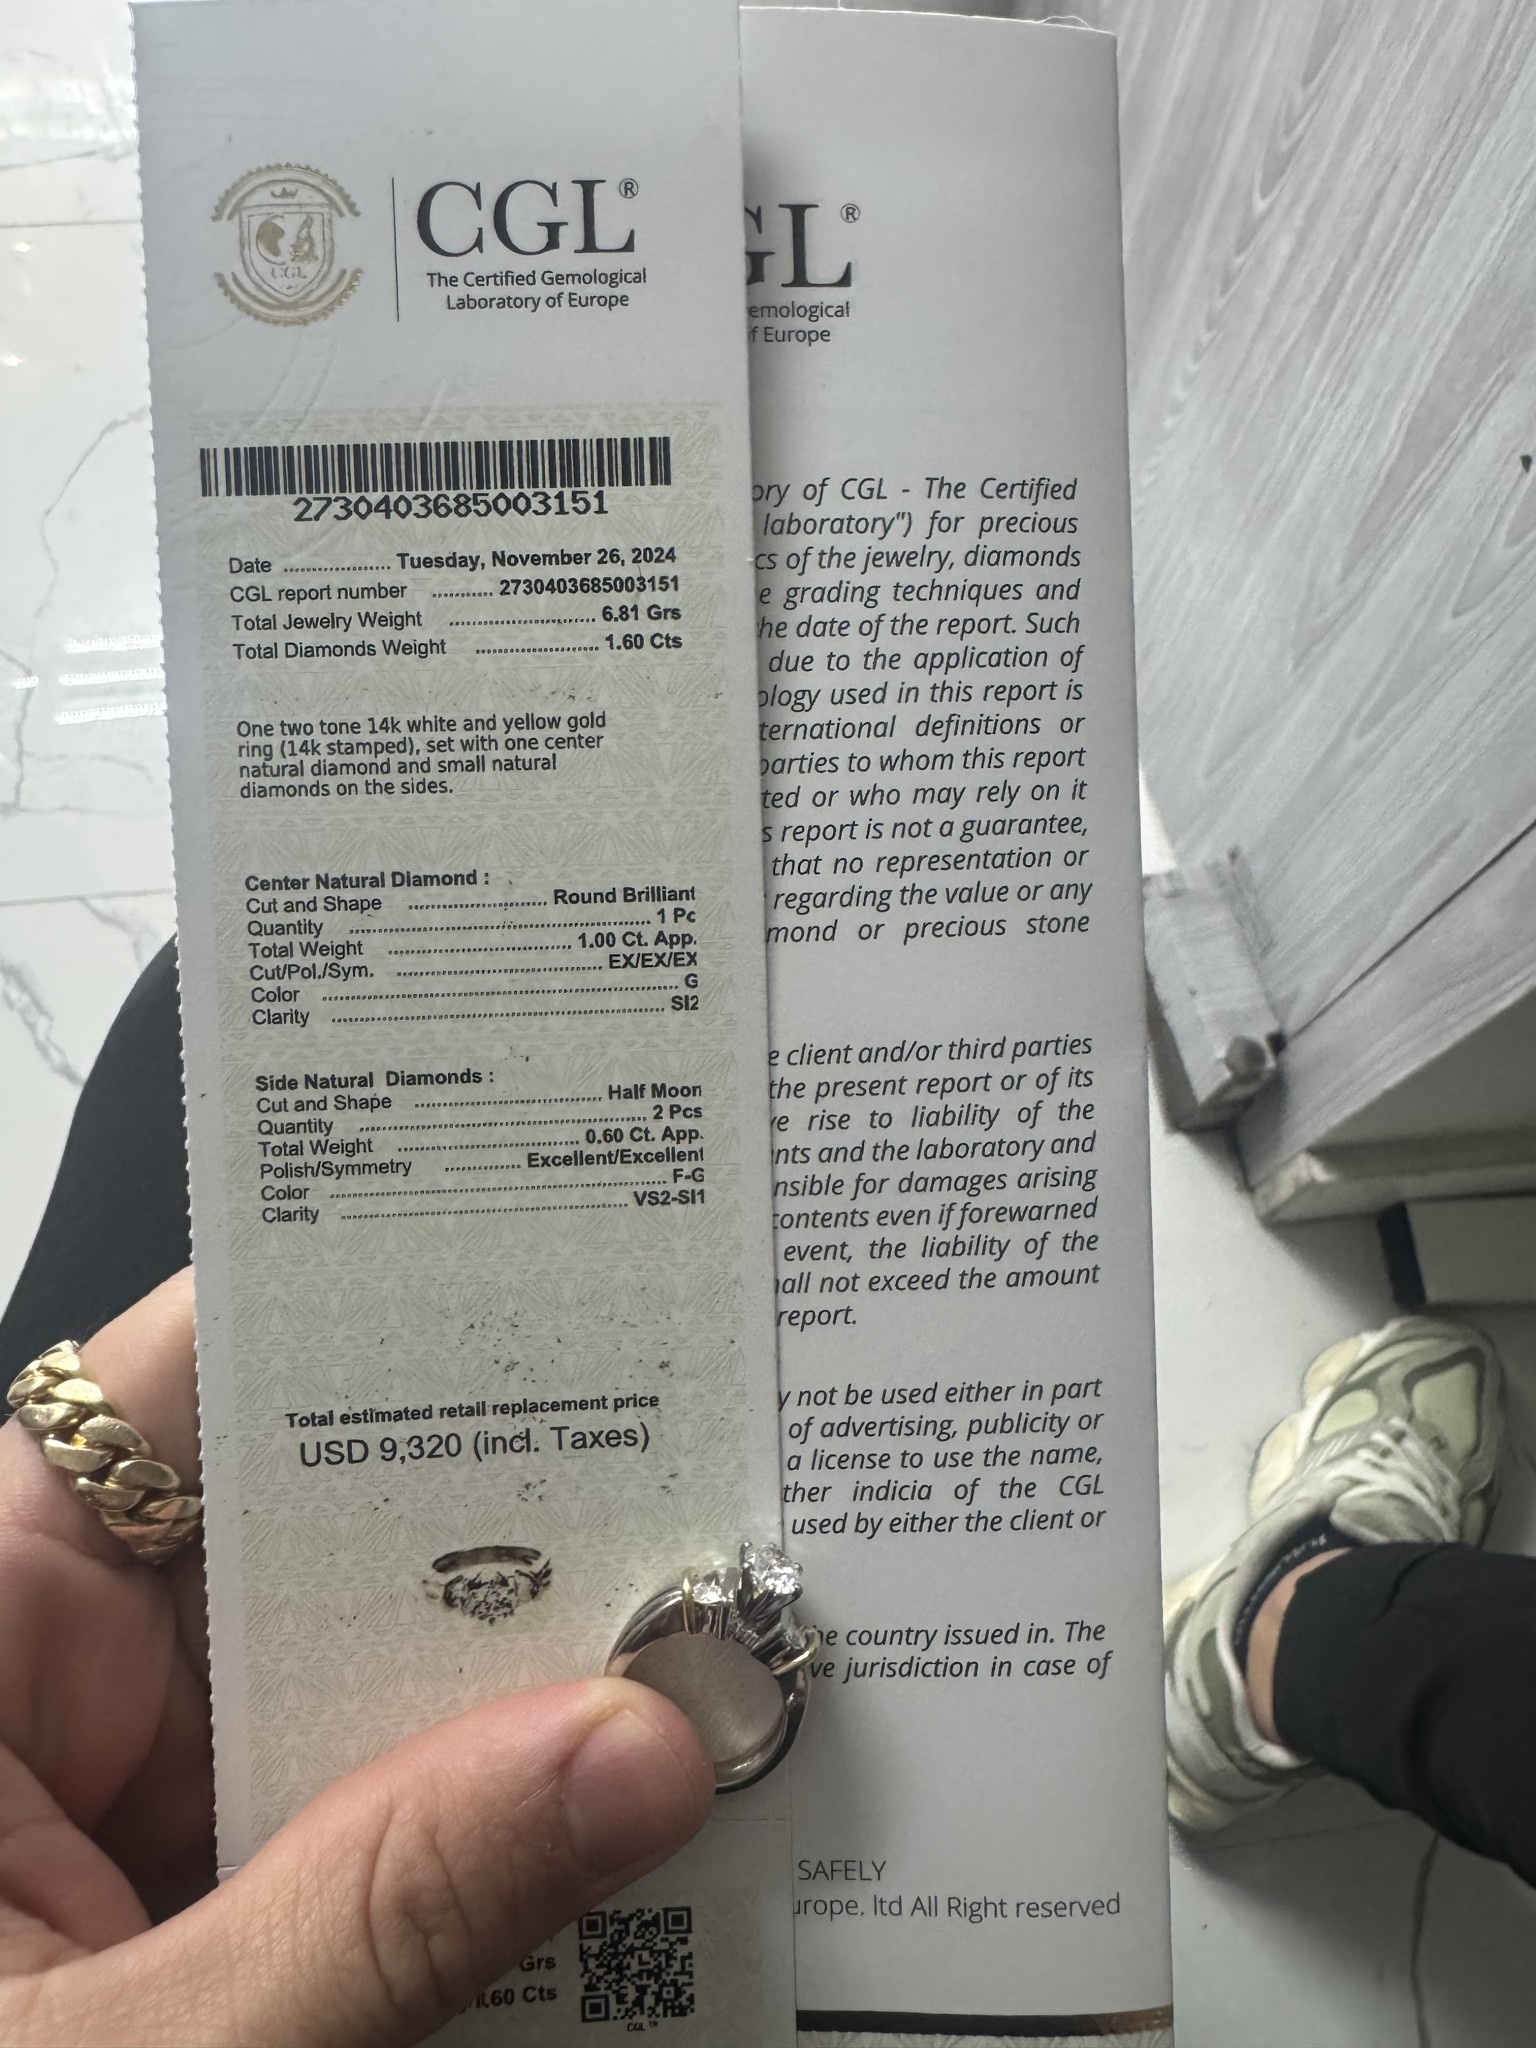 CGL®
The Certified Gemological
Laboratory of Europe
2730403685003151
Date .................... Tuesday, November 26, 2024
CGL report number ........... 2730403685003151
Total Jewelry Weight ........................... 6.81 Grs
Total Diamonds Weight ....................... 1.60 Cts
One two tone 14k white and yellow gold
ring (14k stamped), set with one center
natural diamond and small natural
diamonds on the sides.
Center Natural Diamond :
Cut and Shape .......................... Round Brilliant
Quantity ........................................................ 1 Pc
Total Weight .................................. 1.00 Ct. App.
Cut/Pol./Sym. ...................................... EX/EX/EX
Color ................................................................. G
Clarity ............................................................ SI2
Side Natural Diamonds :
Cut and Shape .................................. Half Moon
Quantity ..................................................... 2 Pcs
Total Weight .................................. 0.60 Ct. App.
Polish/Symmetry .............. Excellent/Excellent
Color ............................................................. F-G
Clarity .................................................... VS2-SI1
Total estimated retail replacement price
USD 9,320 (incl. Taxes)
Grs
.60 Cts
CGL™
GL®
emological
f Europe
ory of CGL - The Certified
laboratory") for precious
cs of the jewelry, diamonds
e grading techniques and
he date of the report. Such
due to the application of
ology used in this report is
ternational definitions or
parties to whom this report
ted or who may rely on it
s report is not a guarantee,
that no representation or
regarding the value or any
mond or precious stone
e client and/or third parties
the present report or of its
ve rise to liability of the
ents and the laboratory and
nsible for damages arising
contents even if forewarned
event, the liability of the
hall not exceed the amount
report.
y not be used either in part
of advertising, publicity or
a license to use the name,
ther indicia of the CGL
used by either the client or
he country issued in. The
ve jurisdiction in case of
SAFELY
urope. ltd All Right reserved